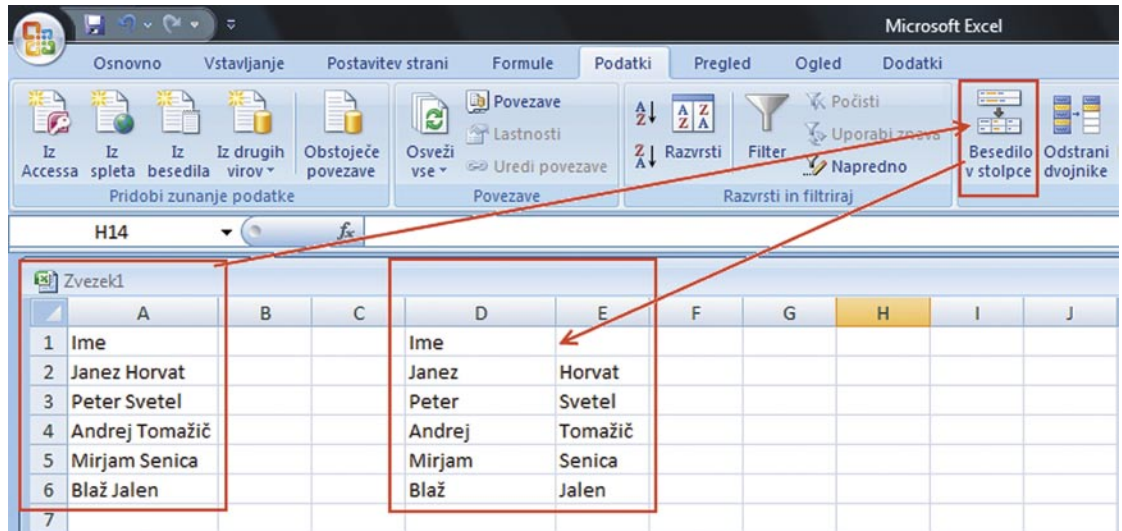 Microsoft Excel
Osnovno Vstavljanje Postavitev strani Formule Podatki Pregled Ogled Dodatki
Iz Accessa
Iz spleta
Iz besedila
Iz drugih virov
Obstoječe povezave
Pridobi zunanje podatke
Osveži vse
Povezave
Lastnosti
Uredi povezave
Povezave
A Z
Z A
A Z
Z A
Razvrsti
Filter
Počisti
Uporabi znova
Napredno
Razvrsti in filtriraj
Besedilo v stolpce
Odstrani dvojnike
H14 fx
Zvezek1
A B C D E F G H I J
1 Ime Ime
2 Janez Horvat Janez Horvat
3 Peter Svetel Peter Svetel
4 Andrej Tomažič Andrej Tomažič
5 Mirjam Senica Mirjam Senica
6 Blaž Jalen Blaž Jalen
7